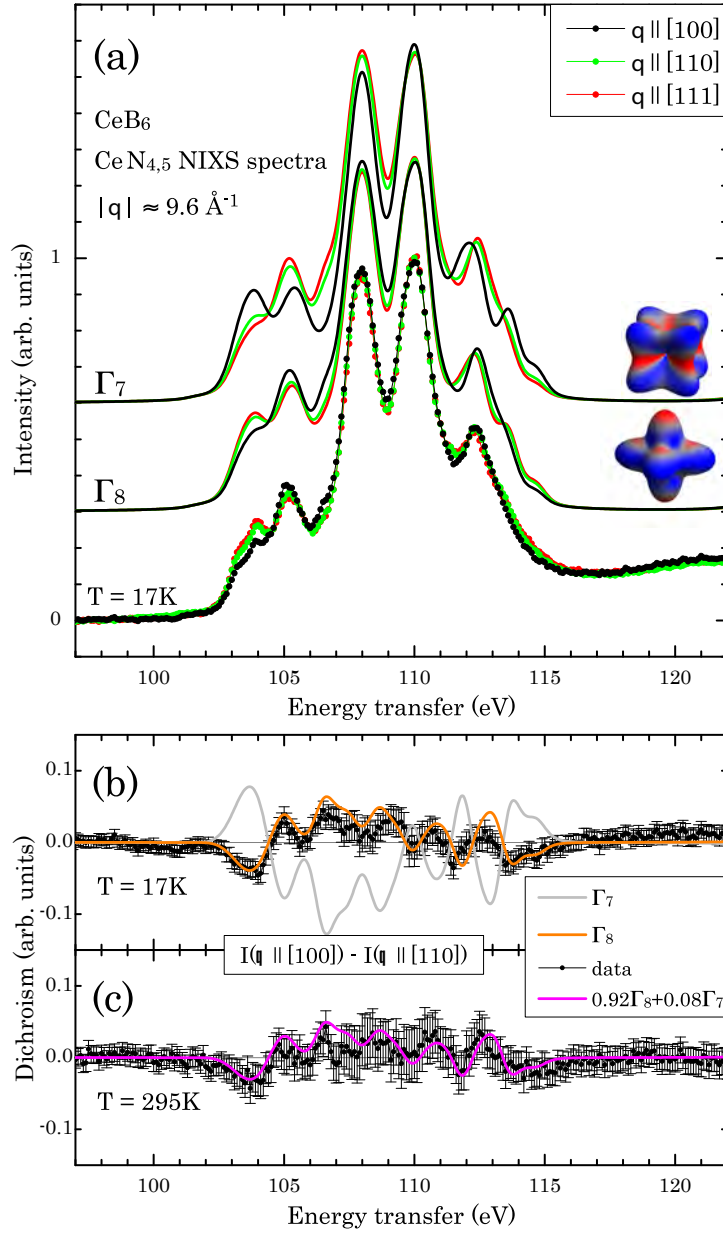 (a)
q || [100]
q || [110]
q || [111]
CeB₆
Ce N₄,₅ NIXS spectra
|q| ≈ 9.6 Å⁻¹
Intensity (arb. units)
1
0
Γ₇
Γ₈
T = 17K
100 105 110 115 120
Energy transfer (eV)
(b)
0.1
0.0
-0.1
T = 17K
Γ₇
Γ₈
data
0.92Γ₈+0.08Γ₇
I(q || [100]) - I(q || [110])
Dichroism (arb. units)
(c)
0.1
0.0
-0.1
T = 295K
100 105 110 115 120
Energy transfer (eV)